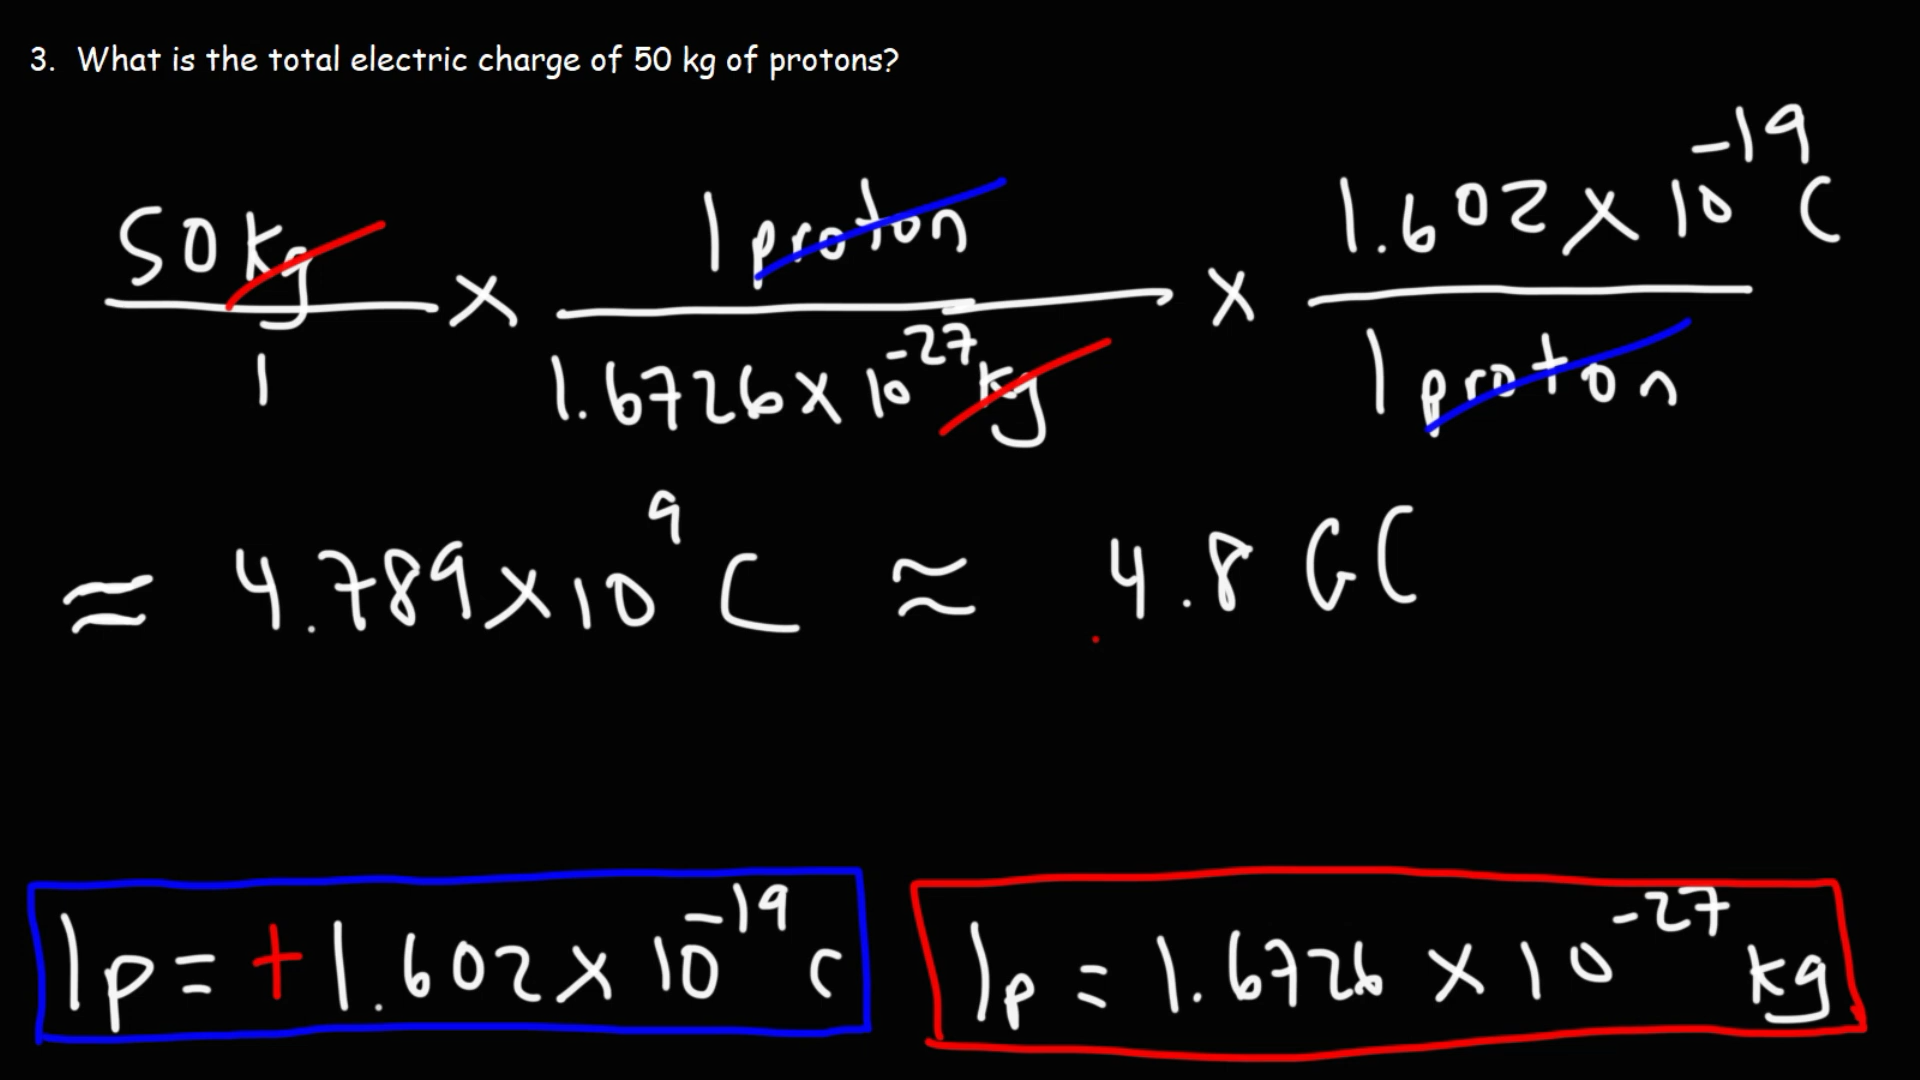 3. What is the total electric charge of 50 kg of protons?
50 kg / 1 × 1 proton / 1.6726 × 10⁻²⁷ kg × 1.602 × 10⁻¹⁹ C / 1 proton
≈ 4.789 × 10⁹ C ≈ 4.8 GC
1p = +1.602 × 10⁻¹⁹ C
1p = 1.6726 × 10⁻²⁷ kg